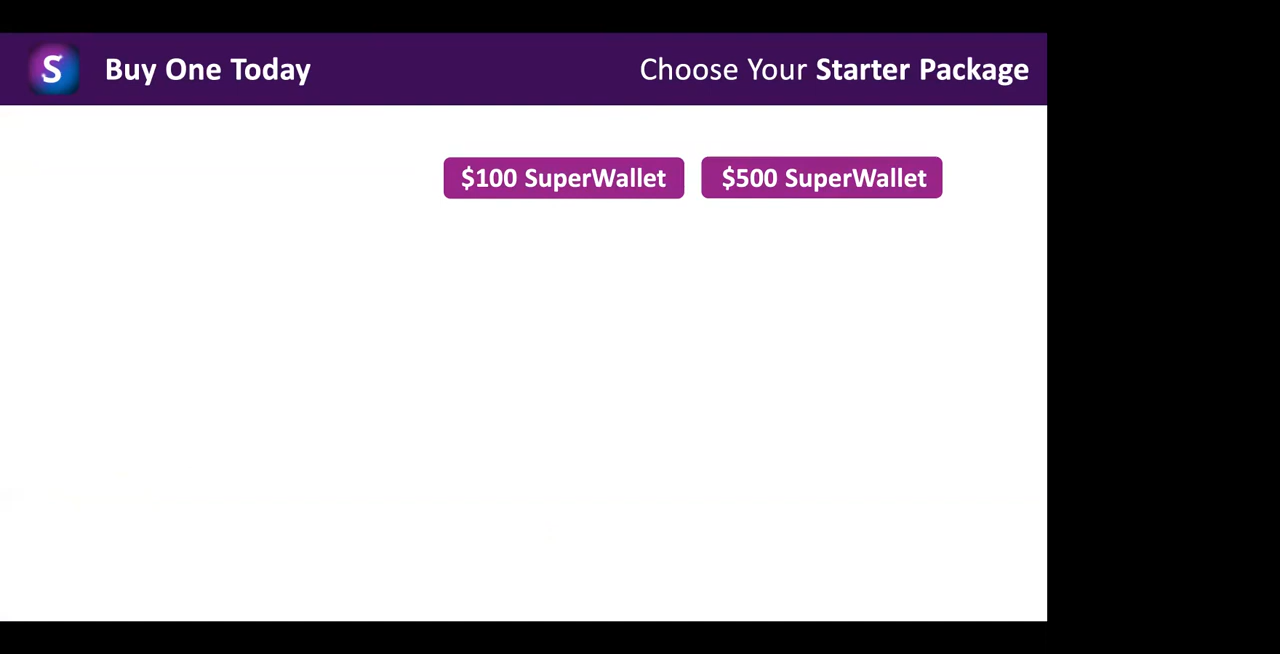 S
Buy One Today
Choose Your Starter Package
$100 SuperWallet
$500 SuperWallet